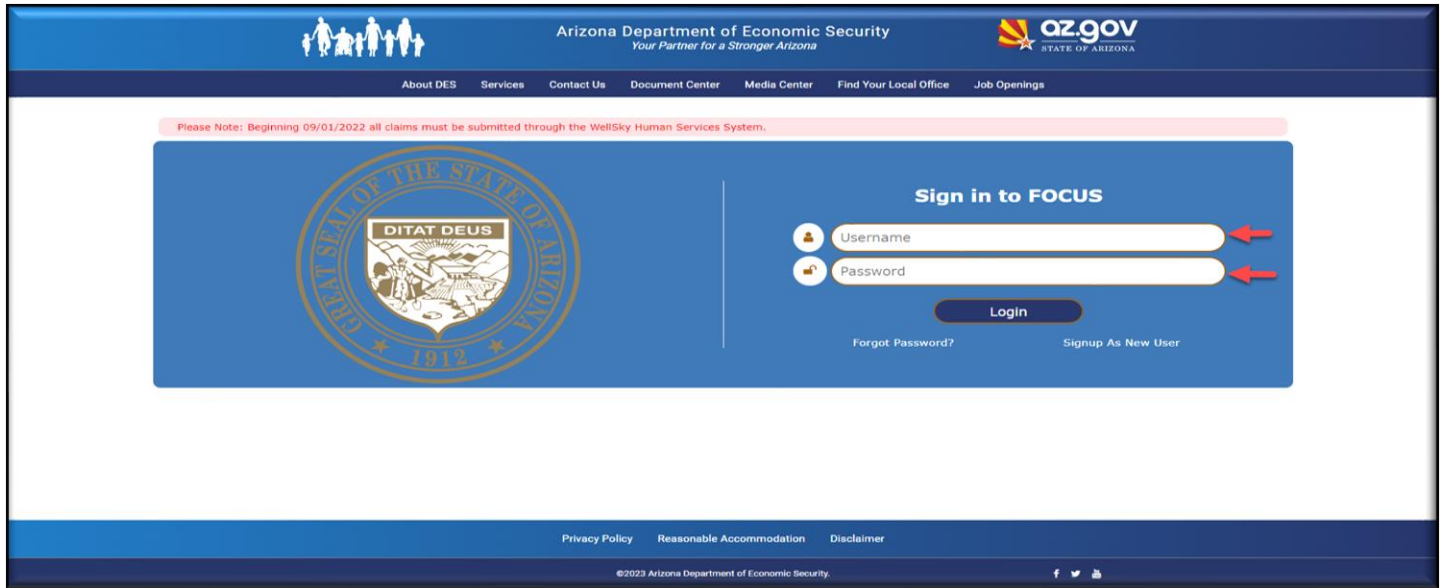 Arizona Department of Economic Security
Your Partner for a Stronger Arizona
az.gov
STATE OF ARIZONA
About DES Services Contact Us Document Center Media Center Find Your Local Office Job Openings
Please Note: Beginning 09/01/2022 all claims must be submitted through the WellSky Human Services System.
GREAT SEAL OF THE STATE OF ARIZONA
DITAT DEUS
1912
Sign in to FOCUS
Username
Password
Login
Forgot Password? Signup As New User
Privacy Policy Reasonable Accommodation Disclaimer
©2023 Arizona Department of Economic Security.